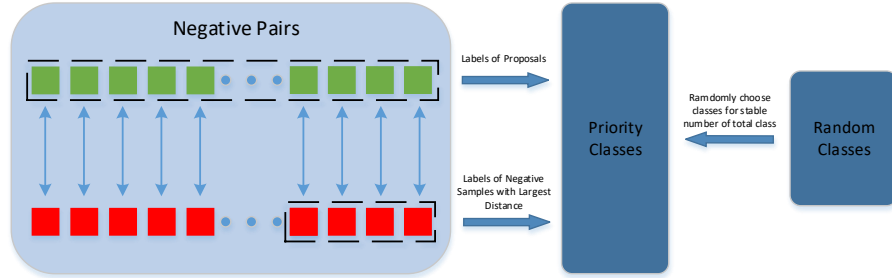 Negative Pairs
Labels of Proposals
Labels of Negative
Samples with Largest
Distance
Priority
Classes
Ramdomly choose
classes for stable
number of total class
Random
Classes